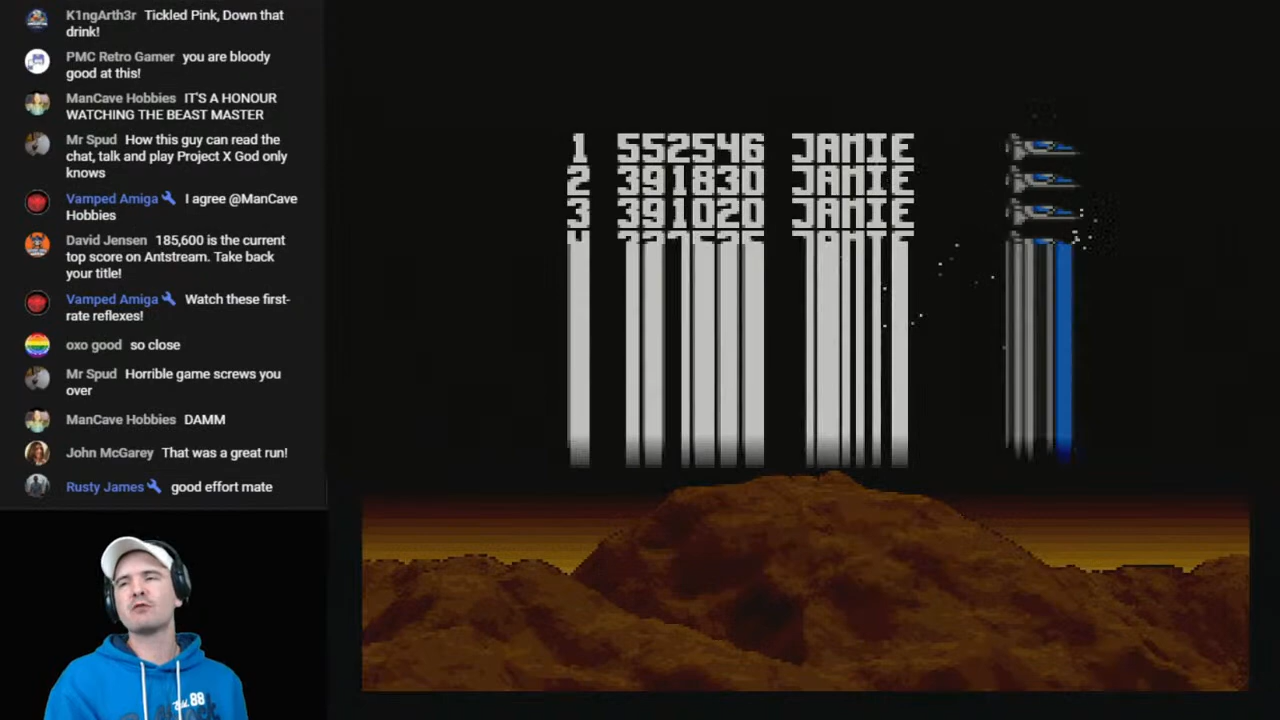 K1ngArth3r Tickled Pink, Down that
drink!
PMC Retro Gamer you are bloody
good at this!
ManCave Hobbies IT'S A HONOUR
WATCHING THE BEAST MASTER
Mr Spud How this guy can read the
chat, talk and play Project X God only
knows
Vamped Amiga I agree @ManCave
Hobbies
David Jensen 185,600 is the current
top score on Antstream. Take back
your title!
Vamped Amiga Watch these first-
rate reflexes!
oxo good so close
Mr Spud Horrible game screws you
over
ManCave Hobbies DAMM
John McGarey That was a great run!
Rusty James good effort mate
1 552546 JAMIE
2 391830 JAMIE
3 391020 JAMIE
JAMIE
Est. 88